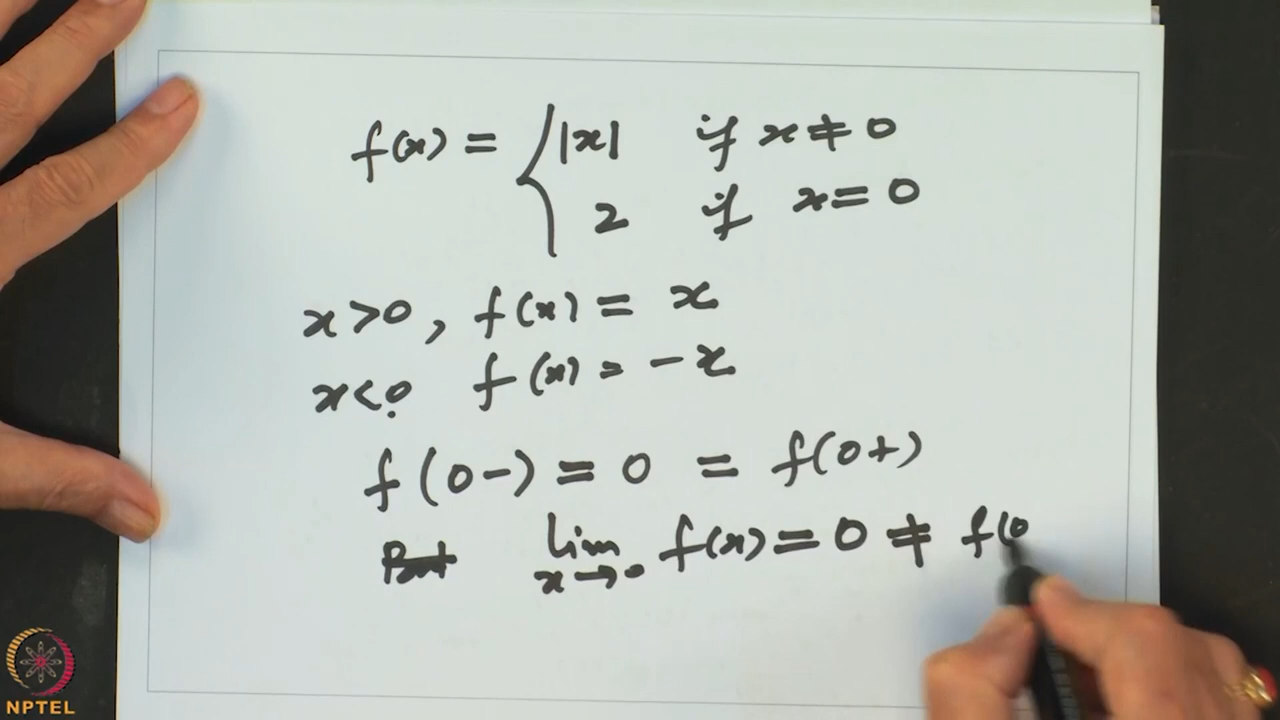 f(x) = { |x| if x ≠ 0
2 if x = 0
x > 0, f(x) = x
x < 0 f(x) = -x
f(0-) = 0 = f(0+)
lim x→0 f(x) = 0 ≠ f(0
NPTEL